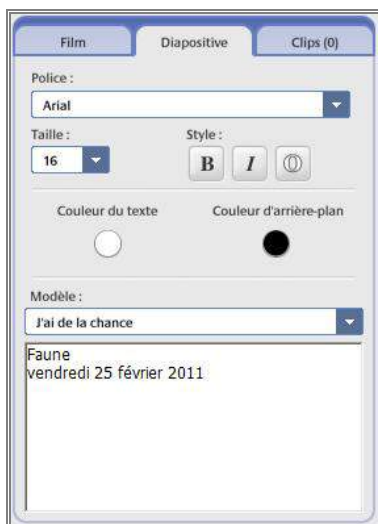 Film Diapositive Clips (0)
Police :
Arial
Taille : Style :
16 B I O
Couleur du texte Couleur d'arrière-plan
Modèle :
J'ai de la chance
Faune
vendredi 25 février 2011